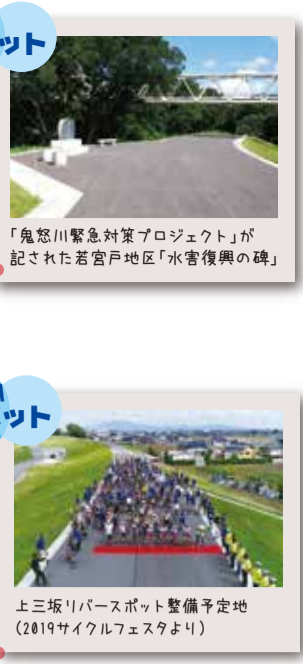 ット
「鬼怒川緊急対策プロジェクト」が
記された若宮戸地区「水害復興の碑」
ット
上三坂リバースポット整備予定地
(2019サイクルフェスタより)